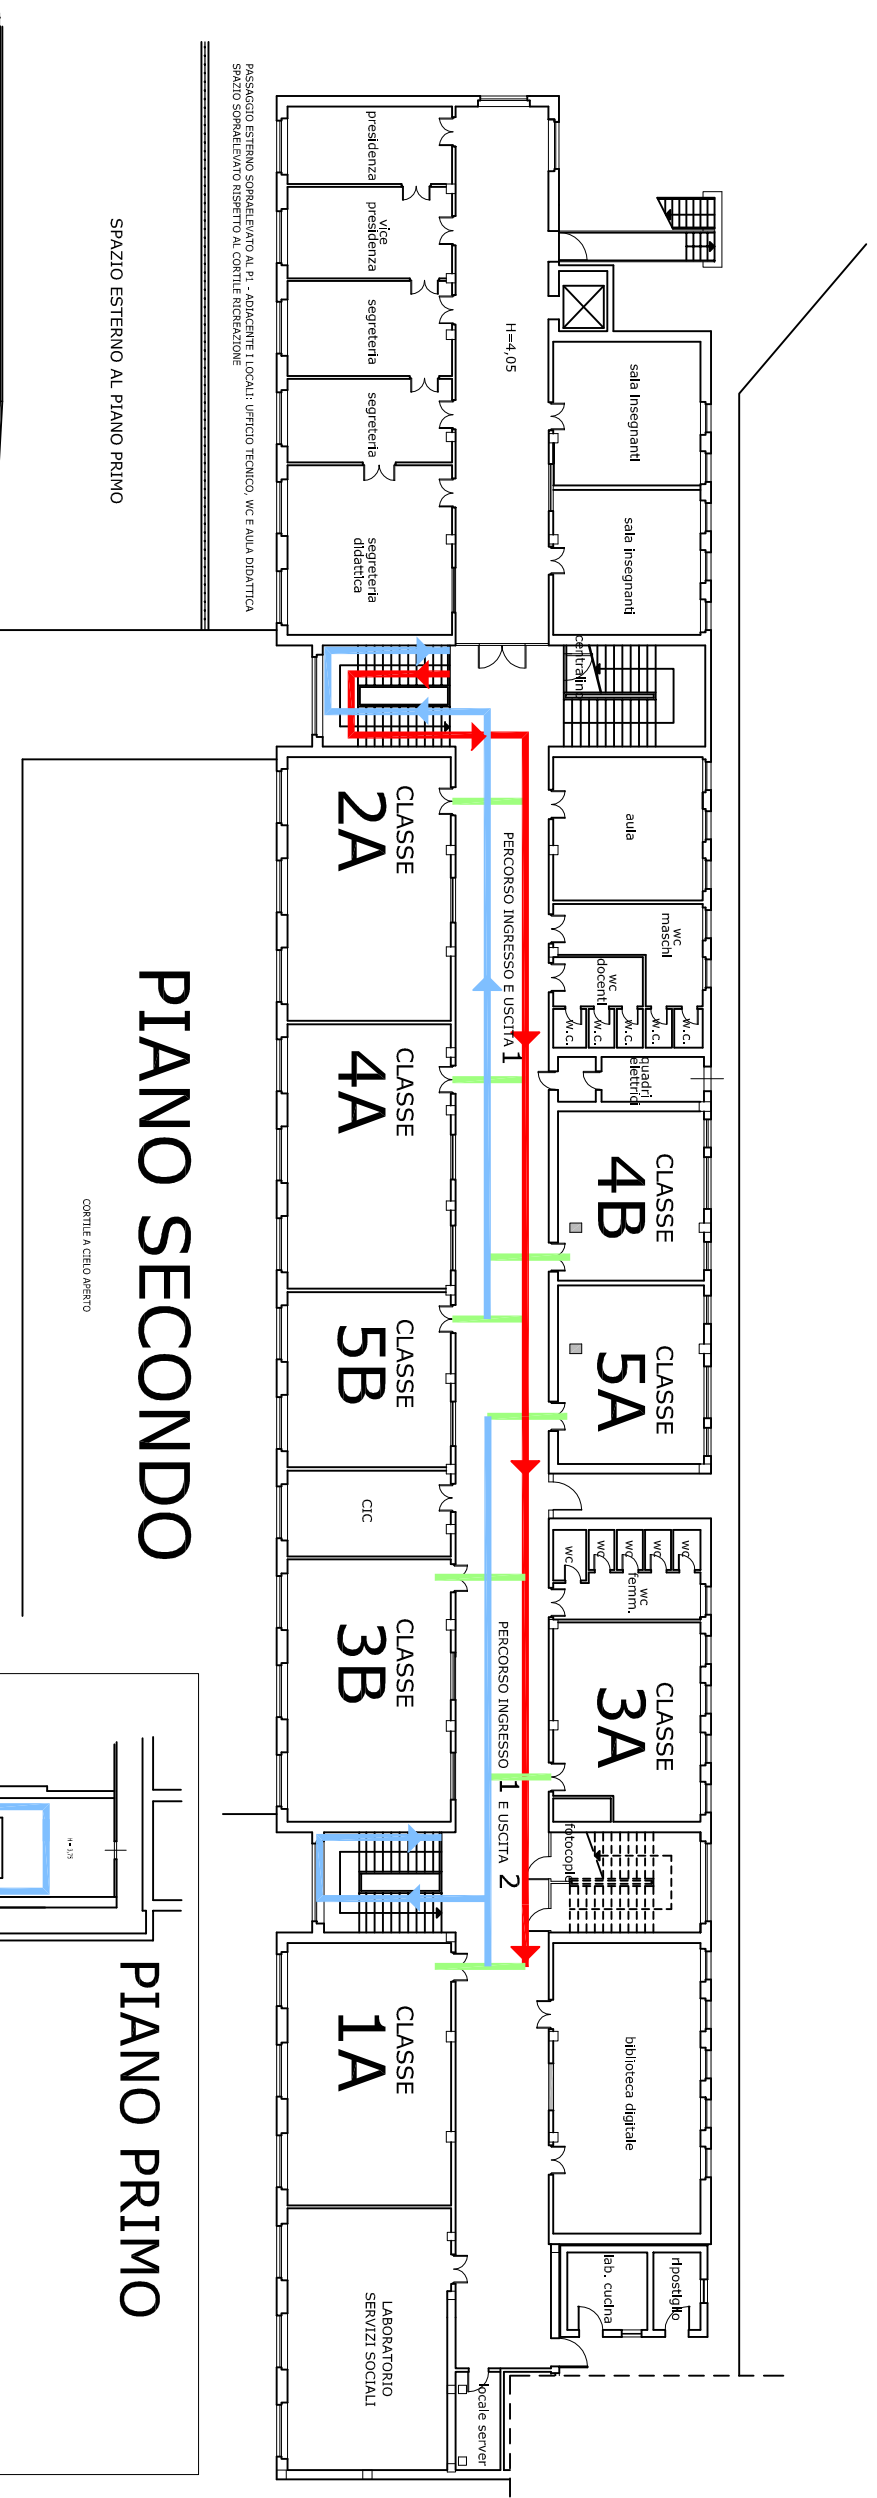 PASSAGGIO ESTERNO SOPRAELEVATO AL P1 - ADIACENTE I LOCALI: UFFICIO TECNICO, WC E AULA DIDATTICA
SPAZIO SOPRAELEVATO RISPETTO AL CORTILE RICREAZIONE
SPAZIO ESTERNO AL PIANO PRIMO
presidenza
vice
presidenza
segreteria
segreteria
segreteria
didattica
H=4,05
sala insegnanti
sala insegnanti
centralino
aula
wc
maschi
wc
docenti
w.c.
w.c.
w.c.
w.c.
w.c.
quadri
elettrici
CLASSE
2A
CLASSE
4A
CLASSE
5B
CIC
CLASSE
3B
CLASSE
1A
LABORATORIO
SERVIZI SOCIALI
PERCORSO INGRESSO E USCITA 1
PERCORSO INGRESSO 1 E USCITA 2
CLASSE
4B
CLASSE
5A
wc
wc
wc
wc
wc
wc
femm.
CLASSE
3A
fotocopie
biblioteca digitale
lab. cucina
ripostiglio
locale server
PIANO SECONDO
CORTILE A CIELO APERTO
H = 3,75
PIANO PRIMO